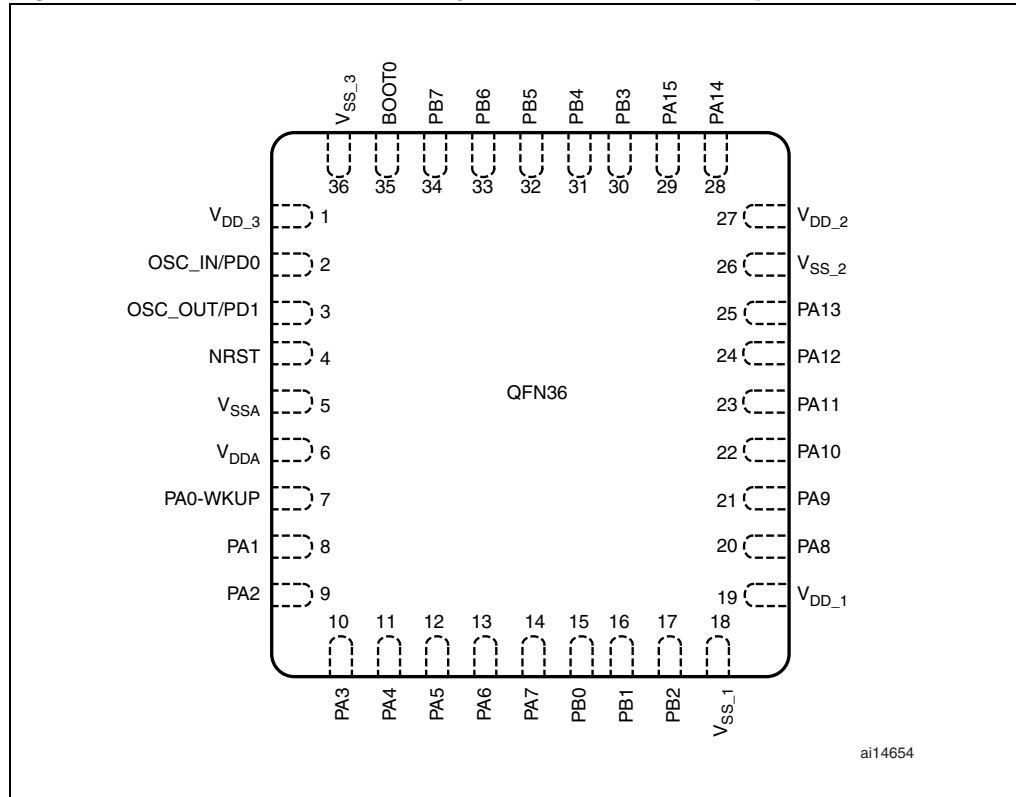 VSS_3
BOOT0
PB7
PB6
PB5
PB4
PB3
PA15
PA14
36
35
34
33
32
31
30
29
28
VDD_3 1
OSC_IN/PD0 2
OSC_OUT/PD1 3
NRST 4
VSSA 5
VDDA 6
PA0-WKUP 7
PA1 8
PA2 9
QFN36
27 VDD_2
26 VSS_2
25 PA13
24 PA12
23 PA11
22 PA10
21 PA9
20 PA8
19 VDD_1
10
11
12
13
14
15
16
17
18
PA3
PA4
PA5
PA6
PA7
PB0
PB1
PB2
VSS_1
ai14654